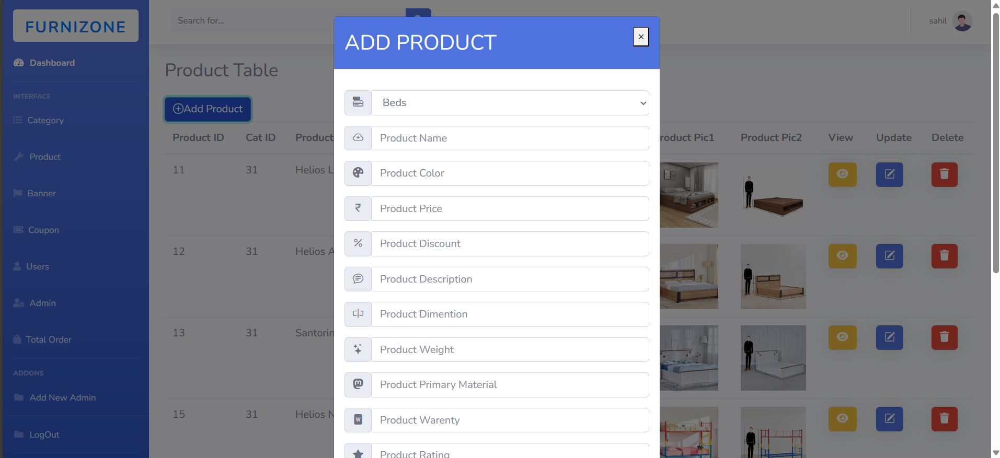 FURNIZONE
Search for...
sahil
Dashboard
INTERFACE
Category
Product
Banner
Coupon
Users
Admin
Total Order
ADDONS
Add New Admin
LogOut
Product Table
Add Product
Product ID Cat ID Product roduct Pic1 Product Pic2 View Update Delete
11 31 Helios L
12 31 Helios A
13 31 Santorin
15 31 Helios N
ADD PRODUCT
×
Beds
Product Name
Product Color
₹ Product Price
% Product Discount
Product Description
Product Dimention
Product Weight
Product Primary Material
W Product Warenty
Product Rating